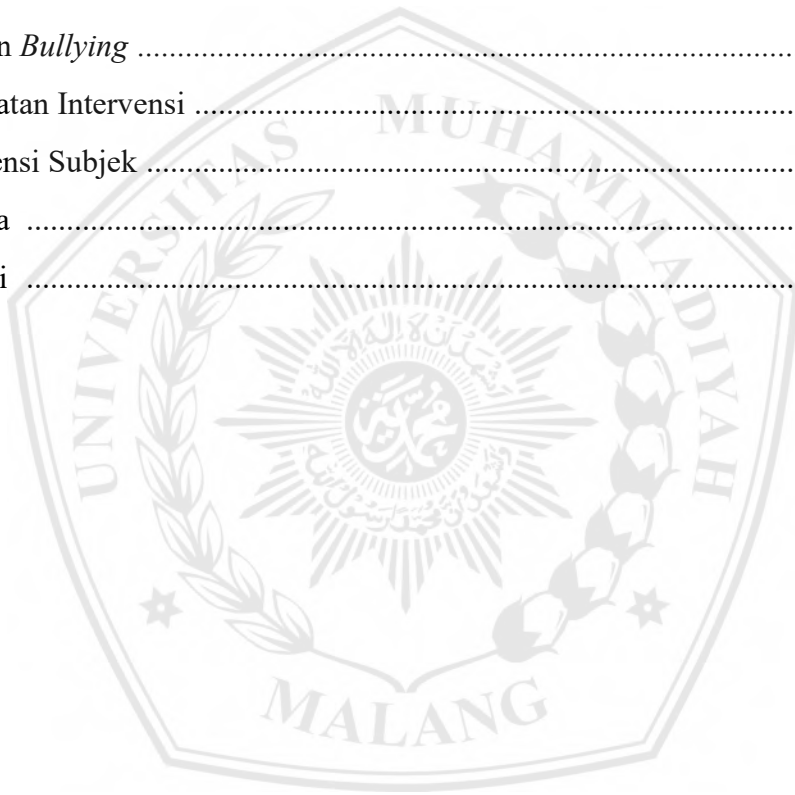 n Bullying ........................................................................................
atan Intervensi .................................................................................
ensi Subjek .......................................................................................
a .......................................................................................................
i .......................................................................................................
UNIVERSITAS MUHAMMADIYAH
MALANG